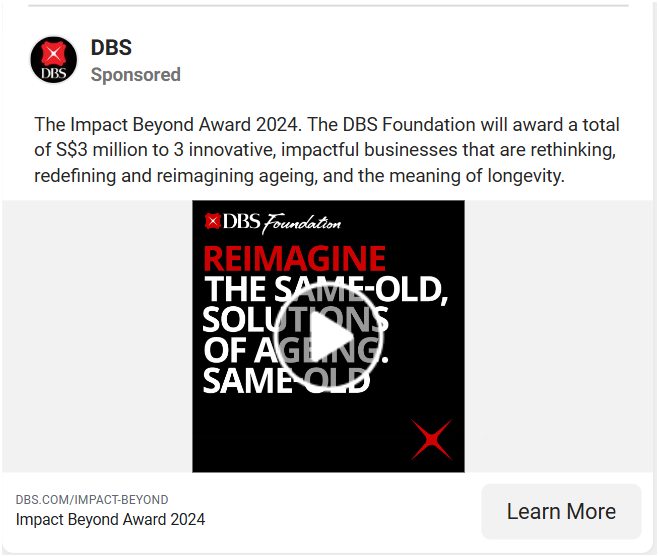 DBS
DBS
Sponsored
The Impact Beyond Award 2024. The DBS Foundation will award a total
of S$3 million to 3 innovative, impactful businesses that are rethinking,
redefining and reimagining ageing, and the meaning of longevity.
DBS Foundation
REIMAGINE
THE SAME-OLD,
SOLUTIONS
OF AGEING.
SAME-OLD
DBS.COM/IMPACT-BEYOND
Impact Beyond Award 2024
Learn More